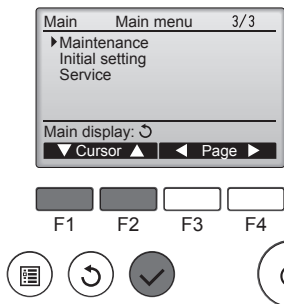 Main Main menu 3/3
Maintenance
Initial setting
Service
Main display:
Cursor Page
F1 F2 F3 F4